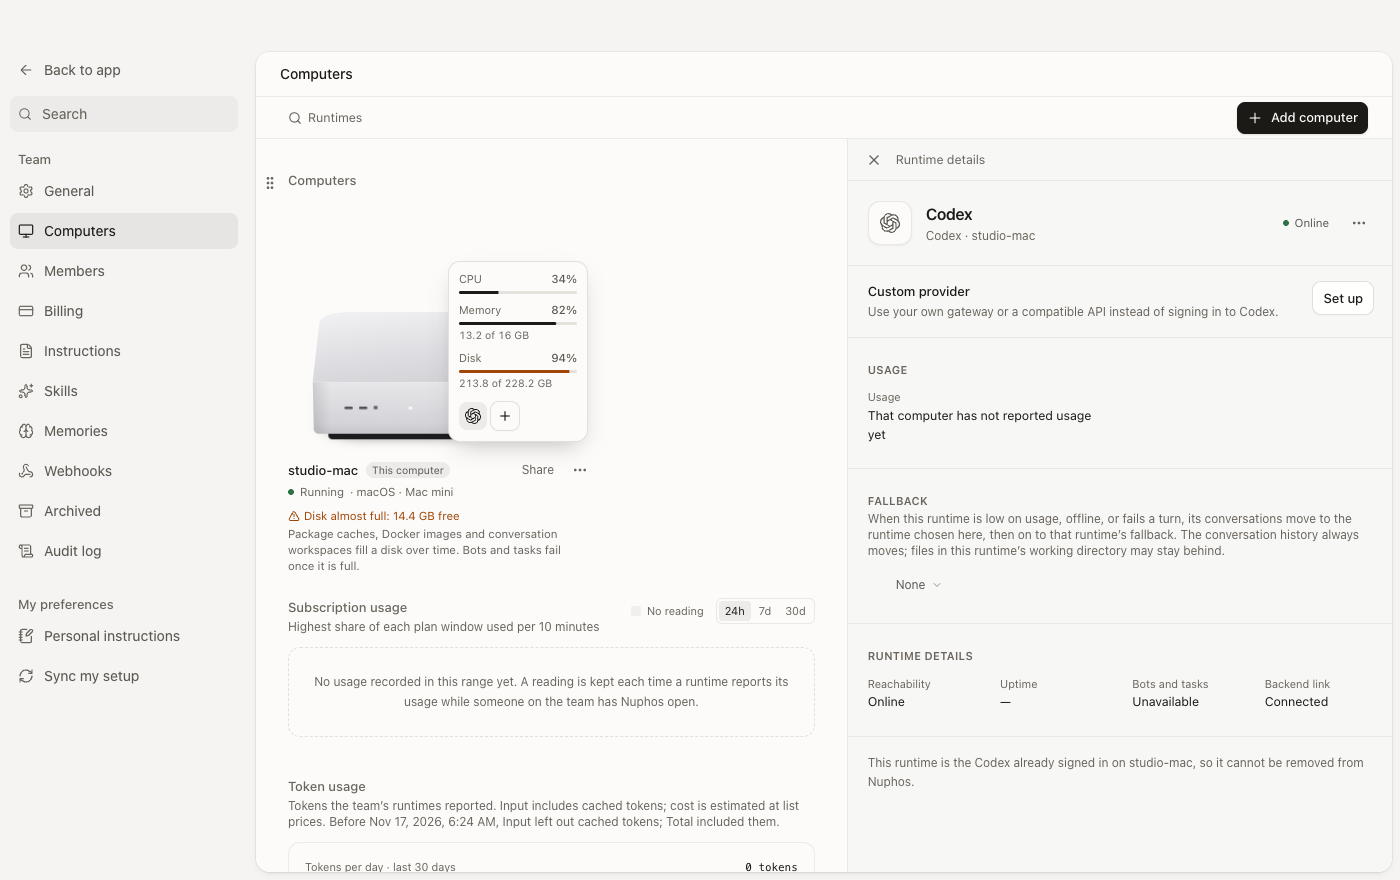 Back to app
Search
Team
General
Computers
Members
Billing
Instructions
Skills
Memories
Webhooks
Archived
Audit log
My preferences
Personal instructions
Sync my setup
Computers
Runtimes
Add computer
Computers
CPU 34%
Memory 82%
13.2 of 16 GB
Disk 94%
213.8 of 228.2 GB
studio-mac This computer Share
Running · macOS · Mac mini
Disk almost full: 14.4 GB free
Package caches, Docker images and conversation
workspaces fill a disk over time. Bots and tasks fail
once it is full.
Subscription usage
Highest share of each plan window used per 10 minutes
No reading 24h 7d 30d
No usage recorded in this range yet. A reading is kept each time a runtime reports its
usage while someone on the team has Nuphos open.
Token usage
Tokens the team's runtimes reported. Input includes cached tokens; cost is estimated at list
prices. Before Nov 17, 2026, 6:24 AM, Input left out cached tokens; Total included them.
Tokens per day · last 30 days 0 tokens
Runtime details
Codex
Codex · studio-mac
Online
Custom provider
Use your own gateway or a compatible API instead of signing in to Codex.
Set up
USAGE
Usage
That computer has not reported usage
yet
FALLBACK
When this runtime is low on usage, offline, or fails a turn, its conversations move to the
runtime chosen here, then on to that runtime's fallback. The conversation history always
moves; files in this runtime's working directory may stay behind.
None
RUNTIME DETAILS
Reachability Uptime Bots and tasks Backend link
Online — Unavailable Connected
This runtime is the Codex already signed in on studio-mac, so it cannot be removed from
Nuphos.